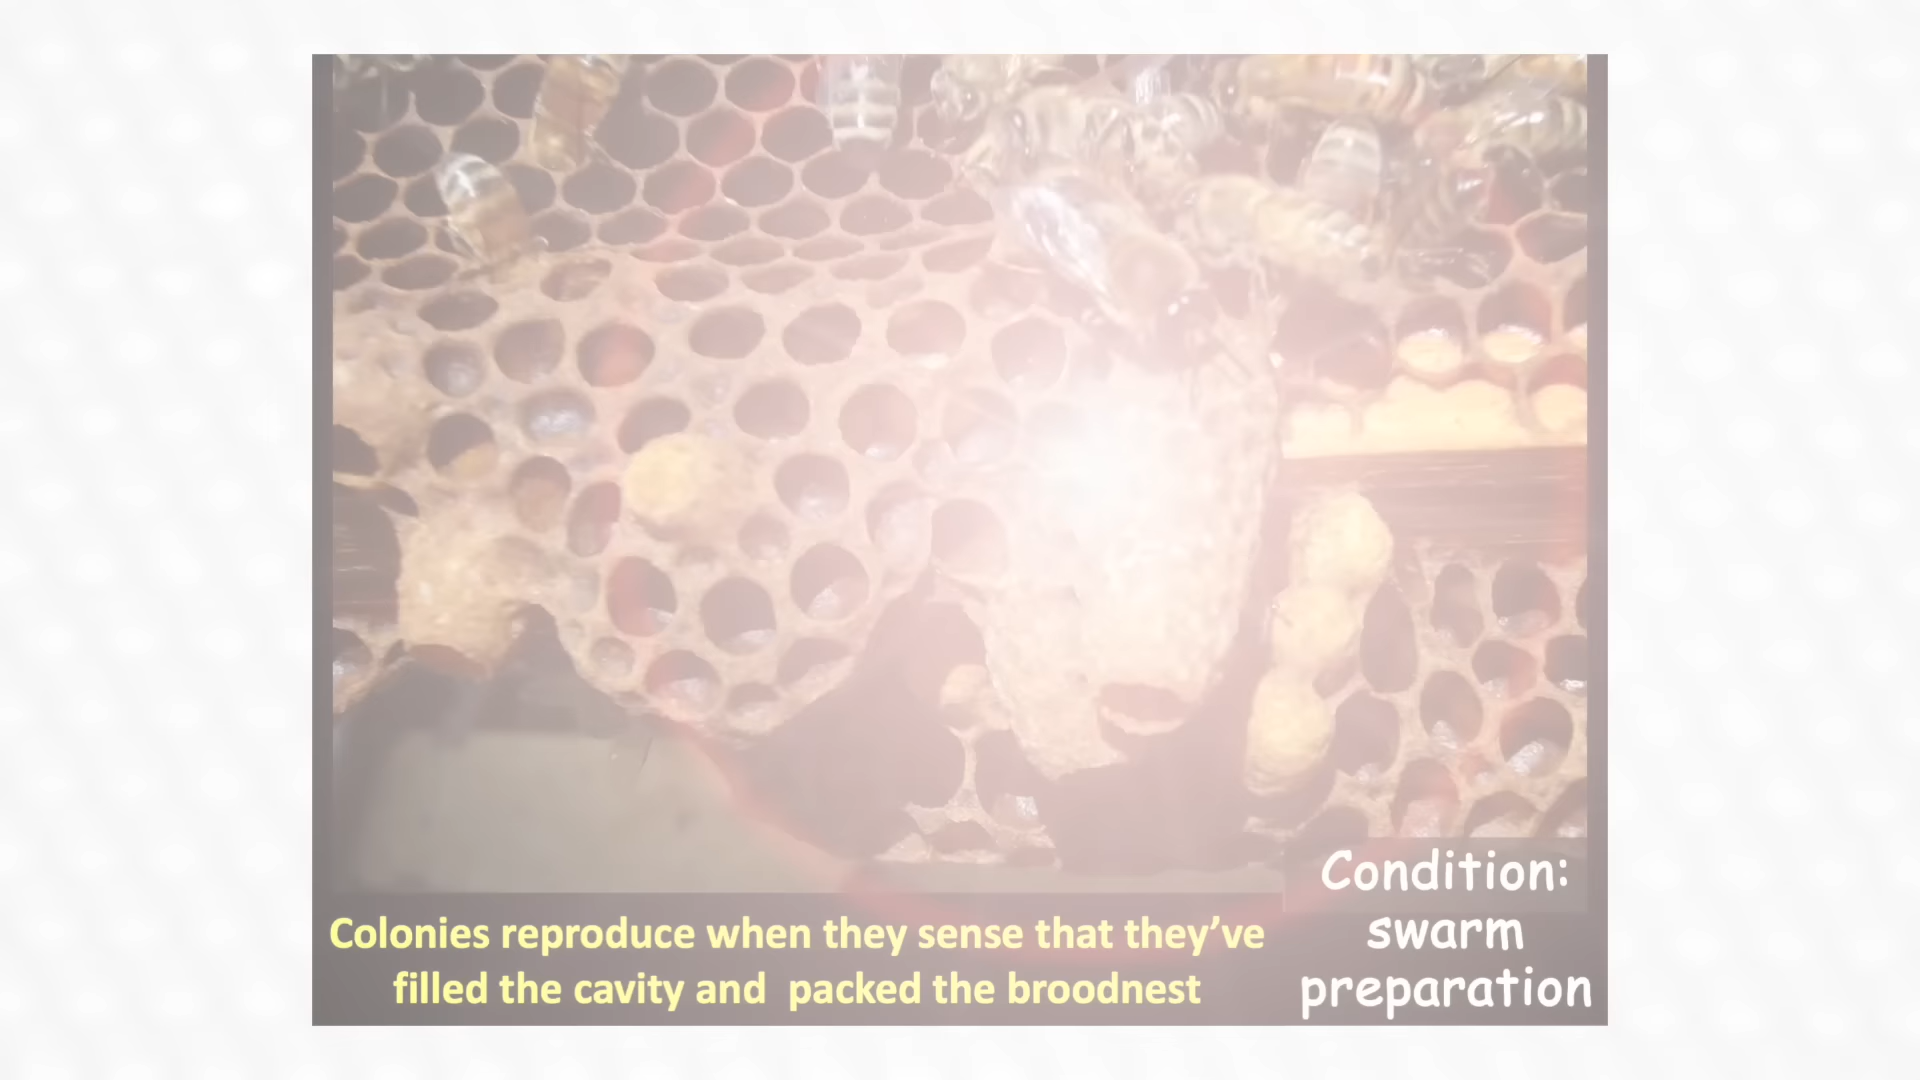 Colonies reproduce when they sense that they've
filled the cavity and  packed the broodnest
Condition:
swarm
preparation